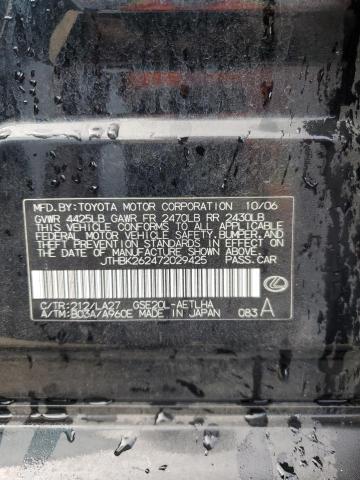 MFD.BY:TOYOTA MOTOR CORPORATION 10/06
GVWR 4425LB GAWR FR 2470LB RR 2430LB
THIS VEHICLE CONFORMS TO ALL APPLICABLE
FEDERAL MOTOR VEHICLE SAFETY,BUMPER, AND
THEFT PREVENTION STANDARDS IN EFFECT ON
THE DATE OF MANUFACTURE SHOWN ABOVE.
JTHBK262472029425 PASS.CAR
C/TR:212/LA27 GSE20L-AETLHA
A/TM:B03A/A960E MADE IN JAPAN 083 A